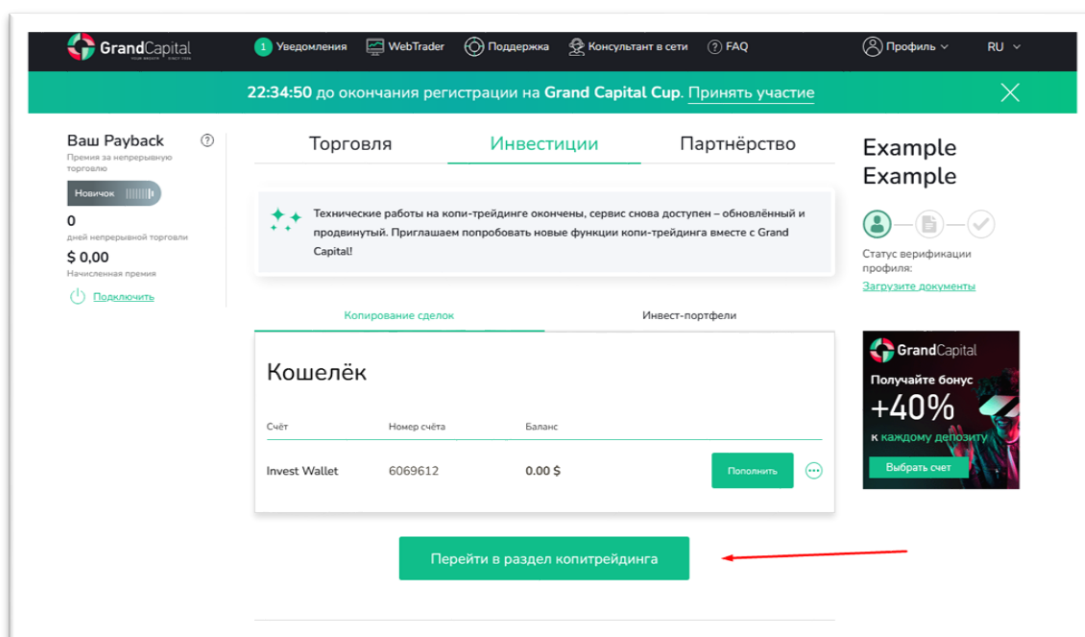 GrandCapital
1 Уведомления WebTrader Поддержка Консультант в сети ? FAQ Профиль RU
22:34:50 до окончания регистрации на Grand Capital Cup. Принять участие
Ваш Payback ?
Премия за непрерывную
торговлю
Новичок
0
дней непрерывной торговли
$ 0,00
Начисленная премия
Подключить
Торговля Инвестиции Партнёрство
Технические работы на копи-трейдинге окончены, сервис снова доступен – обновлённый и
продвинутый. Приглашаем попробовать новые функции копи-трейдинга вместе с Grand
Capital!
Копирование сделок Инвест-портфели
Кошелёк
Счёт Номер счёта Баланс
Invest Wallet 6069612 0.00 $ Пополнить
Перейти в раздел копитрейдинга
Example
Example
Статус верификации
профиля:
Загрузите документы
GrandCapital
Получайте бонус
+40%
к каждому депозиту
Выбрать счет